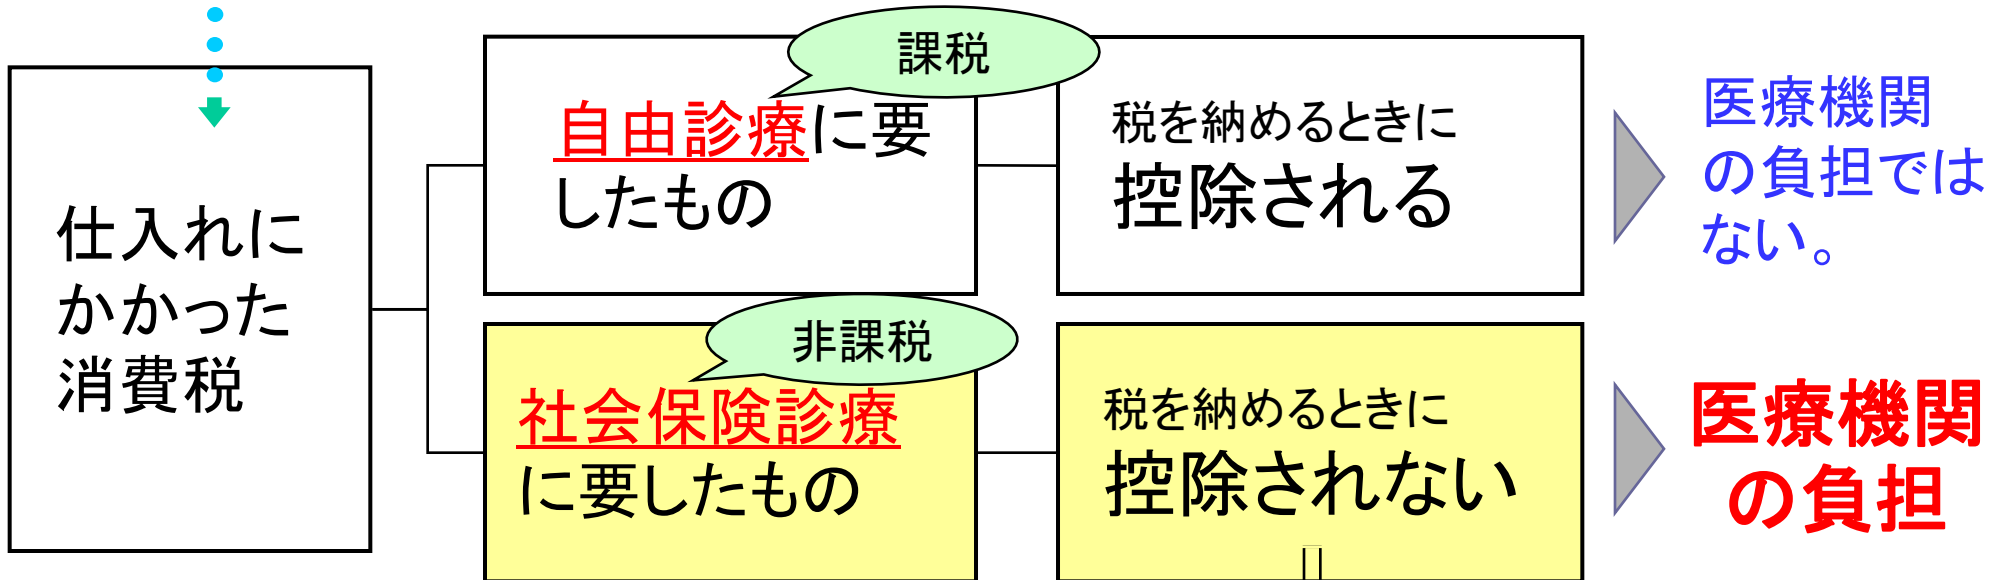 仕入れに
かかった
消費税
課税
自由診療に要
したもの
税を納めるときに
控除される
医療機関
の負担では
ない。
非課税
社会保険診療
に要したもの
税を納めるときに
控除されない
医療機関
の負担